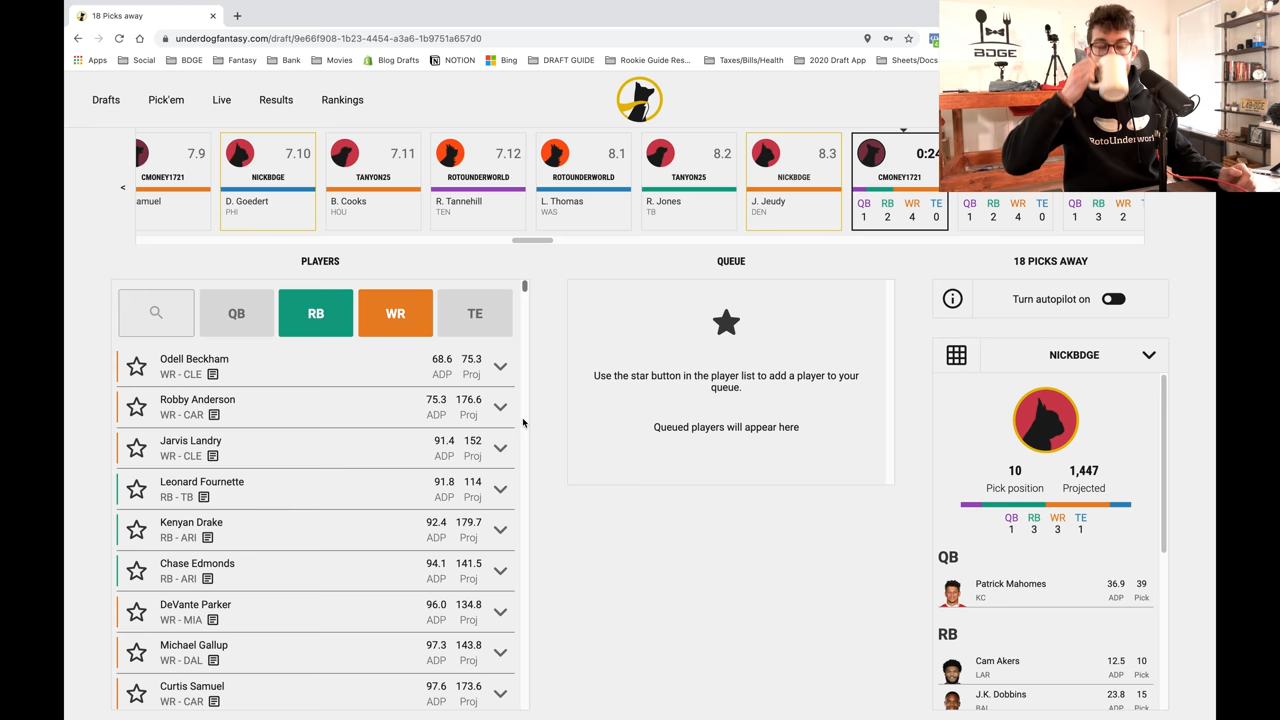 18 Picks away
underdogfantasy.com/draft/9e66f908-1b23-4454-a3a6-1b9751a657d0
Apps Social BDGE Fantasy Banks Movies Blog Drafts NOTION Bing DRAFT GUIDE Rookie Guide Res... Taxes/Bills/Health 2020 Draft App Sheets/Docs
BDGE
RotoUnderworl
Drafts Pick'em Live Results Rankings
7.9 7.10 7.11 7.12 8.1 8.2 8.3 0:24
CMONEY1721 NICKBDGE TANYON25 ROTOUNDERWORLD ROTOUNDERWORLD TANYON25 NICKBDGE CMONEY1721
amuel D. Goedert B. Cooks R. Tannehill L. Thomas R. Jones J. Jeudy QB RB WR TE QB RB WR TE QB RB WR
PHI HOU TEN WAS TB DEN 1 2 4 0 1 2 4 0 1 3 2
<
PLAYERS
QB RB WR TE
Odell Beckham 68.6 75.3
WR - CLE ADP Proj
Robby Anderson 75.3 176.6
WR - CAR ADP Proj
Jarvis Landry 91.4 152
WR - CLE ADP Proj
Leonard Fournette 91.8 114
RB - TB ADP Proj
Kenyan Drake 92.4 179.7
RB - ARI ADP Proj
Chase Edmonds 94.1 141.5
RB - ARI ADP Proj
DeVante Parker 96.0 134.8
WR - MIA ADP Proj
Michael Gallup 97.3 143.8
WR - DAL ADP Proj
Curtis Samuel 97.6 173.6
WR - CAR ADP Proj
QUEUE
Use the star button in the player list to add a player to your
queue.
Queued players will appear here
18 PICKS AWAY
Turn autopilot on
NICKBDGE
10 1,447
Pick position Projected
QB RB WR TE
1 3 3 1
QB
Patrick Mahomes 36.9 39
KC ADP Pick
RB
Cam Akers 12.5 10
LAR ADP Pick
J.K. Dobbins 23.8 15
BAL ADP Pick